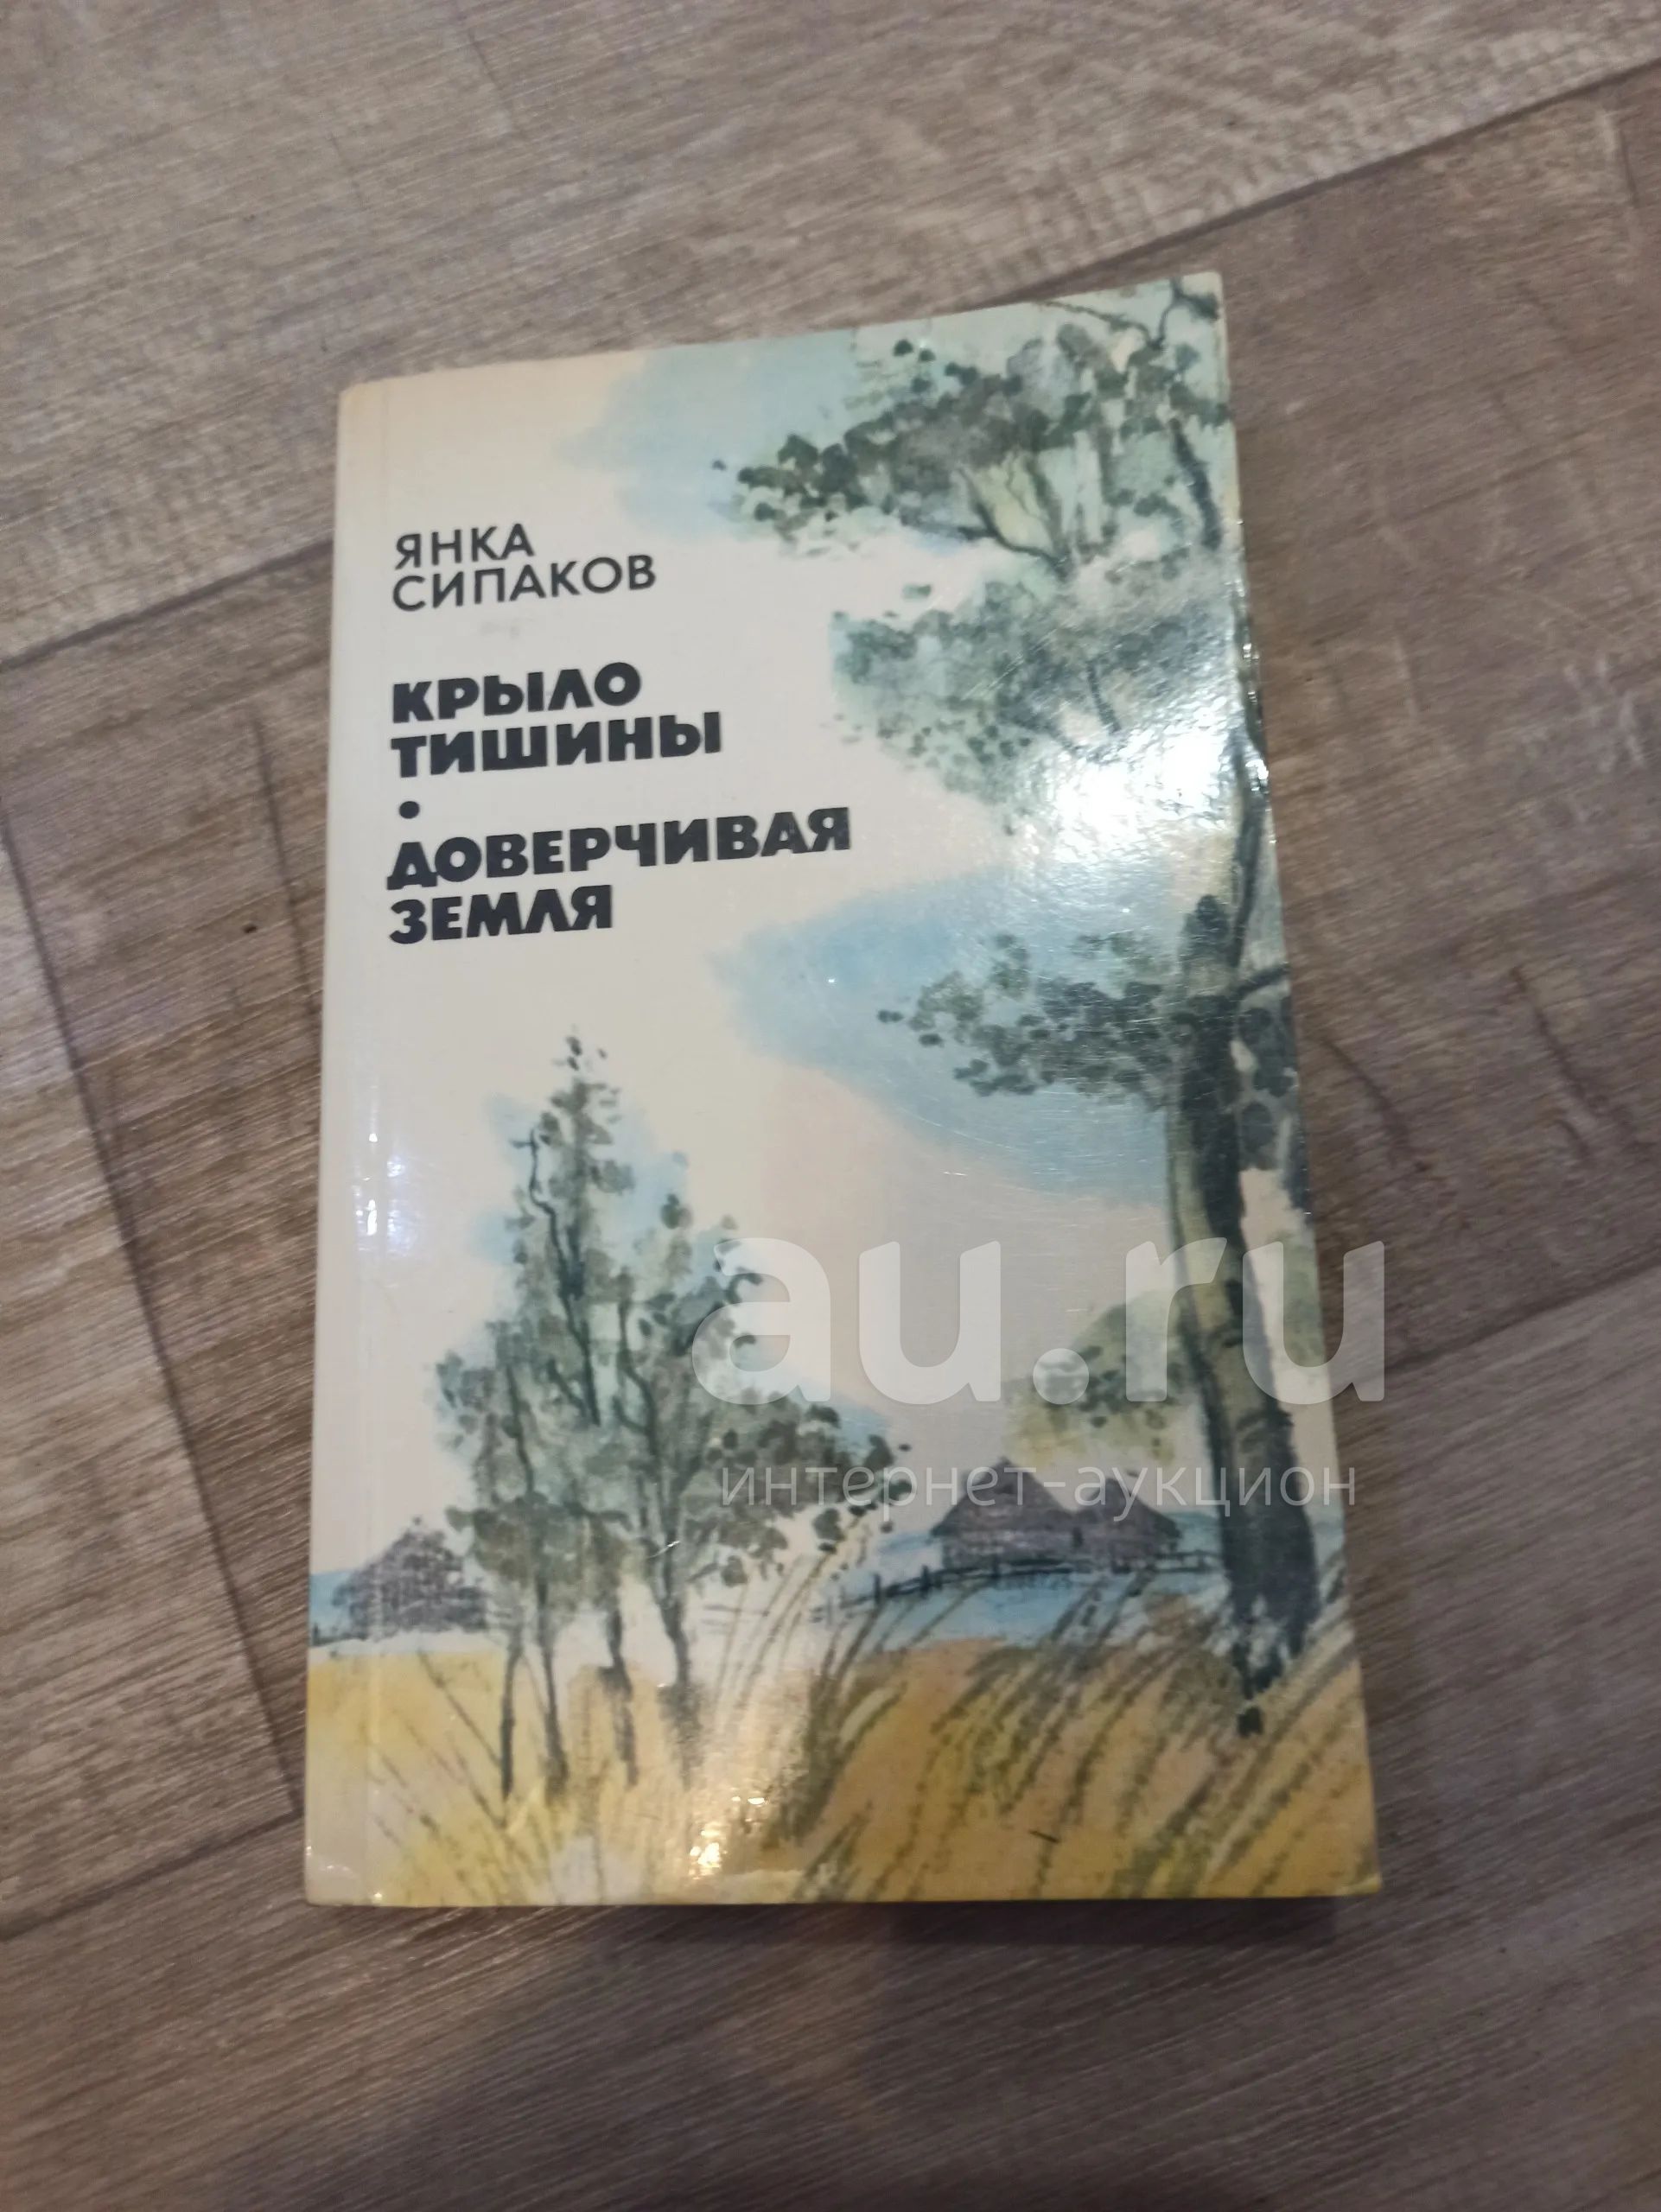 ЯНКА
СИПАКОВ
КРЫЛО
ТИШИНЫ
•
ДОВЕРЧИВАЯ
ЗЕМЛЯ
au.ru
интернет-аукцион